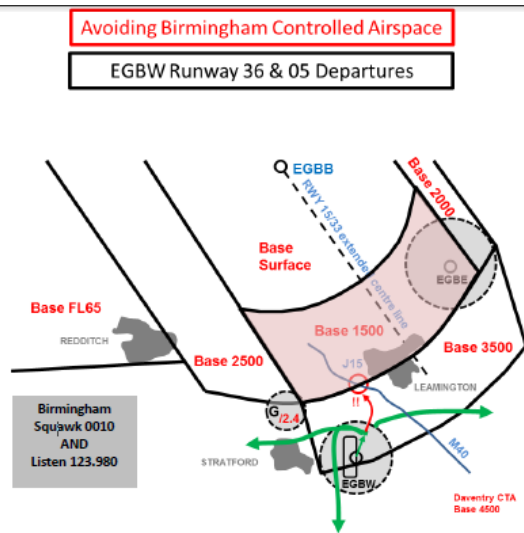 Avoiding Birmingham Controlled Airspace
EGBW Runway 36 & 05 Departures
EGBB
Base 2000
RWY 15/33 extended centre line
Base
Surface
EGBE
Base FL65
REDDITCH
Base 1500
Base 3500
Base 2500
J15
LEAMINGTON
!!
G
/2.4
Birmingham
Squawk 0010
AND
Listen 123.980
STRATFORD
M40
EGBW
Daventry CTA
Base 4500